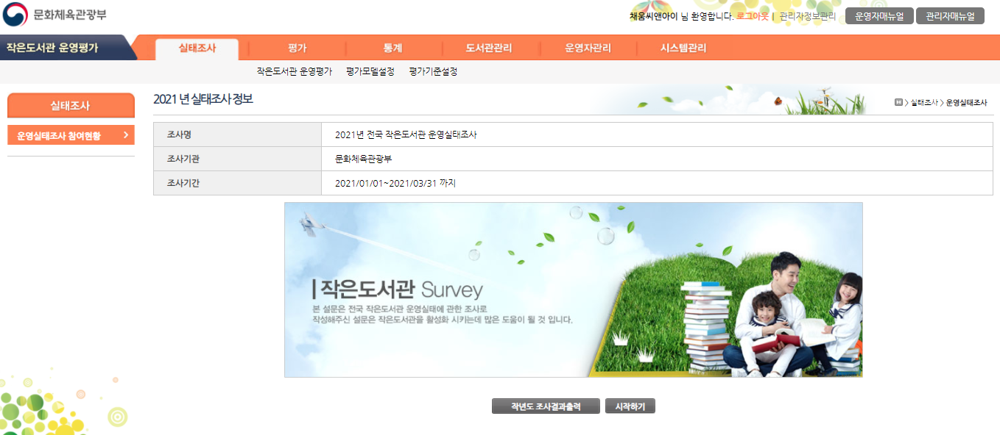 문화체육관광부
채움씨앤아이 님 환영합니다. 로그아웃 | 관리자정보관리 운영자매뉴얼 관리자매뉴얼
작은도서관 운영평가 실태조사 평가 통계 도서관관리 운영자관리 시스템관리
작은도서관 운영평가 평가모델설정 평가기준설정
실태조사
운영실태조사 참여현황 >
2021 년 실태조사 정보
H > 실태조사 > 운영실태조사
조사명 2021년 전국 작은도서관 운영실태조사
조사기관 문화체육관광부
조사기간 2021/01/01~2021/03/31 까지
작은도서관 Survey
본 설문은 전국 작은도서관 운영실태에 관한 조사로
작성해주신 설문은 작은도서관을 활성화 시키는데 많은 도움이 될 것 입니다.
작년도 조사결과출력 시작하기